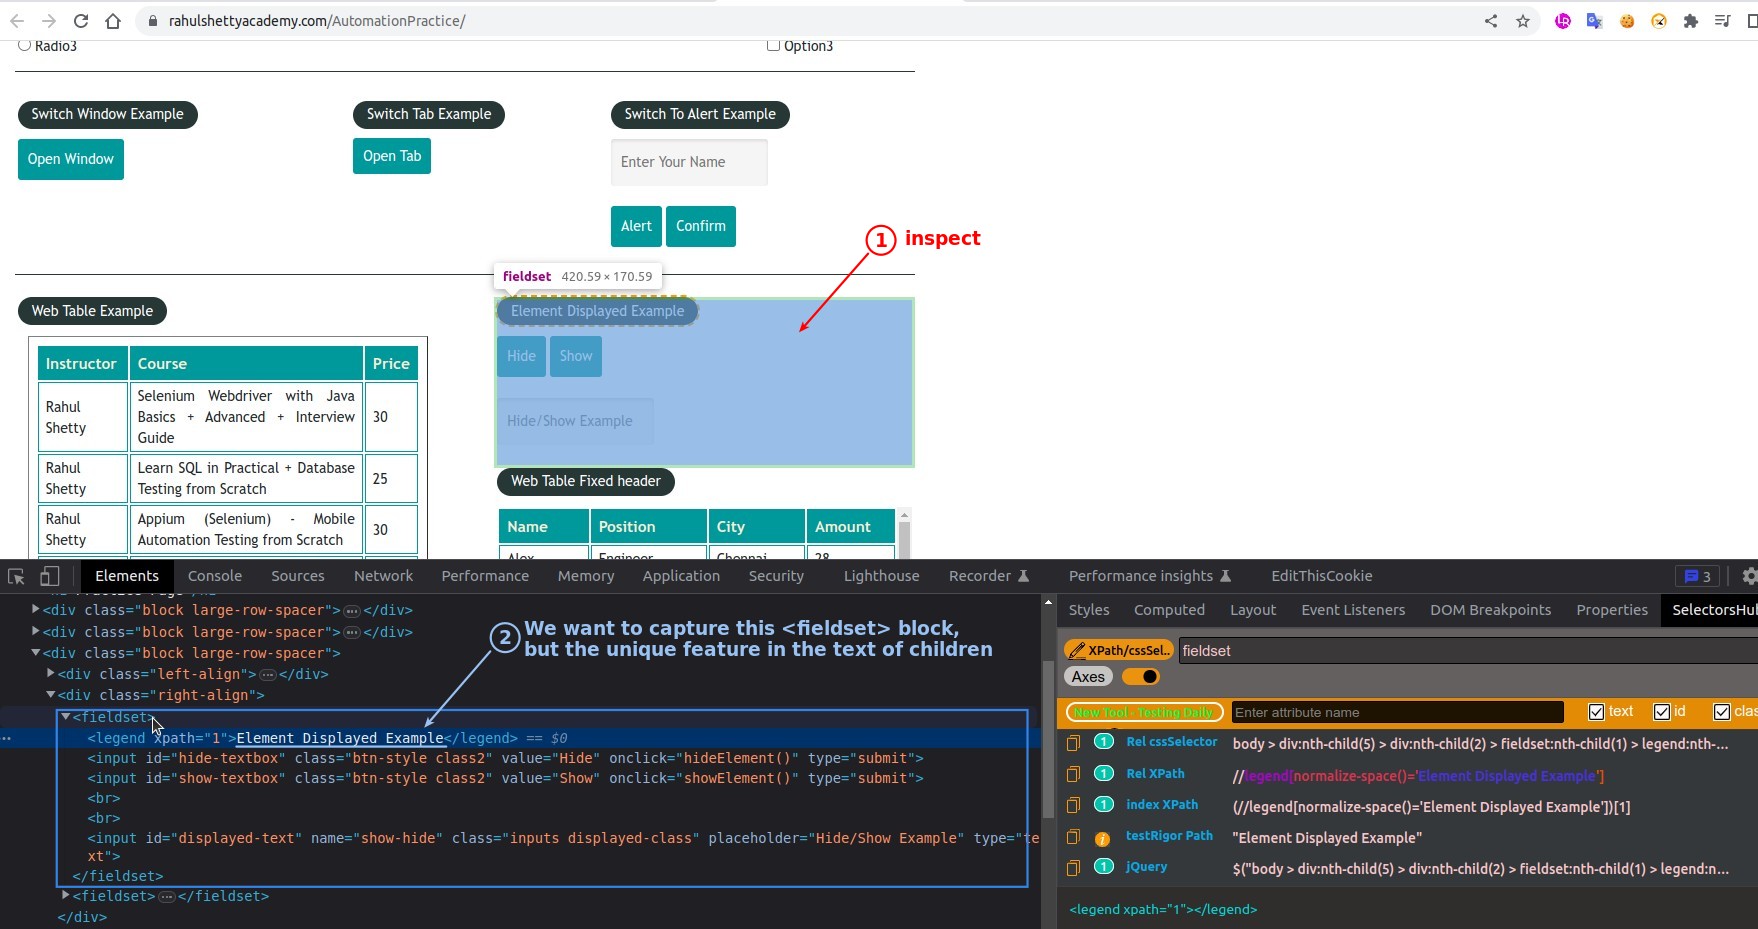 rahulshettyacademy.com/AutomationPractice/
Radio3
Option3
Switch Window Example
Switch Tab Example
Switch To Alert Example
Open Window
Open Tab
Enter Your Name
Alert
Confirm
1 inspect
fieldset 420.59 × 170.59
Web Table Example
Element Displayed Example
Instructor Course Price
Hide
Show
Rahul Shetty
Selenium Webdriver with Java
Basics + Advanced + Interview
Guide
30
Hide/Show Example
Rahul Shetty
Learn SQL in Practical + Database
Testing from Scratch
25
Web Table Fixed header
Rahul Shetty
Appium (Selenium) - Mobile
Automation Testing from Scratch
30
Name Position City Amount
Alex Engineer Chennai 28
Elements Console Sources Network Performance Memory Application Security Lighthouse Recorder Performance insights EditThisCookie 3
<div class="block large-row-spacer">…</div>
<div class="block large-row-spacer">…</div>
<div class="block large-row-spacer">
<div class="left-align">…</div>
<div class="right-align">
<fieldset>
<legend xpath="1">Element Displayed Example</legend> == $0
<input id="hide-textbox" class="btn-style class2" value="Hide" onclick="hideElement()" type="submit">
<input id="show-textbox" class="btn-style class2" value="Show" onclick="showElement()" type="submit">
<br>
<br>
<input id="displayed-text" name="show-hide" class="inputs displayed-class" placeholder="Hide/Show Example" type="te
xt">
</fieldset>
<fieldset>…</fieldset>
</div>
2 We want to capture this <fieldset> block,
but the unique feature in the text of children
Styles Computed Layout Event Listeners DOM Breakpoints Properties SelectorsHub
XPath/cssSel.. fieldset
Axes
New Tool - Testing Daily Enter attribute name text id clas
1 Rel cssSelector body > div:nth-child(5) > div:nth-child(2) > fieldset:nth-child(1) > legend:nth-...
1 Rel XPath //legend[normalize-space()='Element Displayed Example']
1 index XPath (//legend[normalize-space()='Element Displayed Example'])[1]
i testRigor Path "Element Displayed Example"
1 jQuery $("body > div:nth-child(5) > div:nth-child(2) > fieldset:nth-child(1) > legend:n...
<legend xpath="1"></legend>